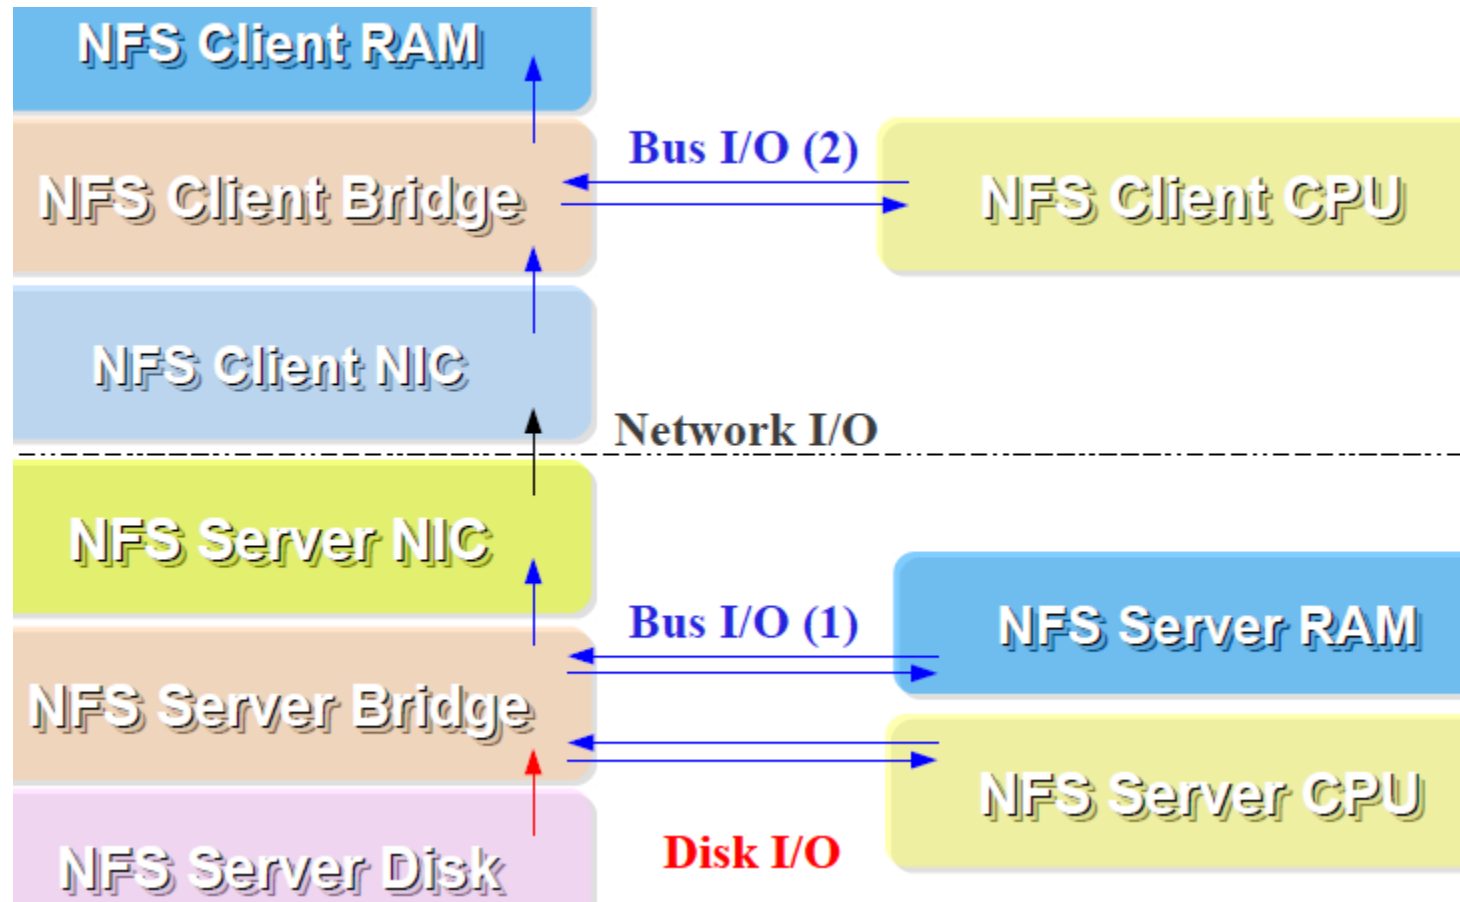 NFS Client RAM
Bus I/O (2)
NFS Client Bridge
NFS Client CPU
NFS Client NIC
Network I/O
NFS Server NIC
Bus I/O (1)
NFS Server RAM
NFS Server Bridge
NFS Server CPU
Disk I/O
NFS Server Disk